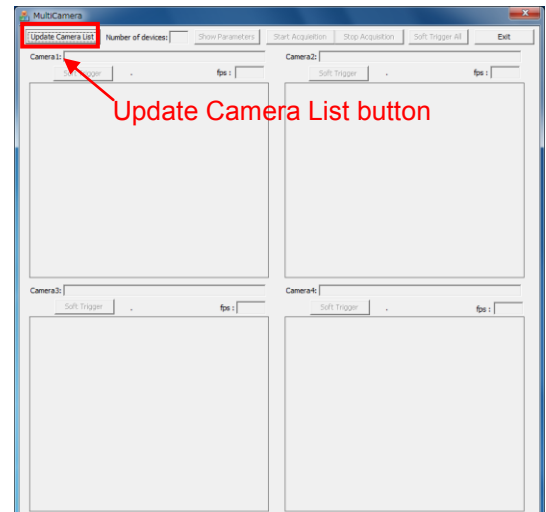 MultiCamera
Update Camera List Number of devices: Show Parameters Start Acquisition Stop Acquisition Soft Trigger All Exit
Camera1: Camera2:
Soft Trigger fps : Soft Trigger fps :
Update Camera List button
Camera3: Camera4:
Soft Trigger fps : Soft Trigger fps :